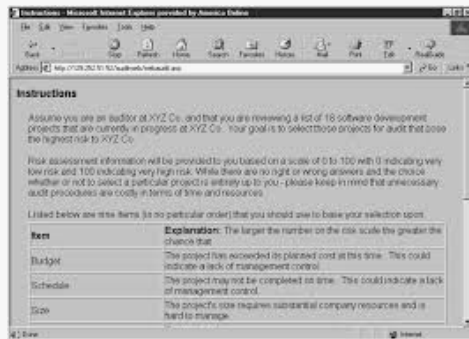 Instructions - Microsoft Internet Explorer provided by America Online
File Edit View Favorites Tools Help
Back Stop Refresh Home Search Favorites History Mail Print Edit
Address
Go Links
Instructions
Assume you are an auditor at XYZ Co. and that you are reviewing a list of 18 software development
projects that are currently in progress at XYZ Co. Your goal is to select those projects for audit that pose
the highest risk to XYZ Co.
Risk assessment information will be provided to you based on a scale of 0 to 100 with 0 indicating very
low risk and 100 indicating very high risk. While there are no right or wrong answers and the choice
whether or not to select a particular project is entirely up to you - please keep in mind that unnecessary
audit procedures are costly in terms of time and resources.
Listed below are nine items (in no particular order) that you should use to base your selection upon.
Item Explanation: The larger the number on the risk scale the greater the
chance that
Budget The project has exceeded its planned cost at this time. This could
indicate a lack of management control.
Schedule The project may not be completed on time. This could indicate a lack
of management control.
Size The project's size requires substantial company resources and is
hard to manage.
Done Internet